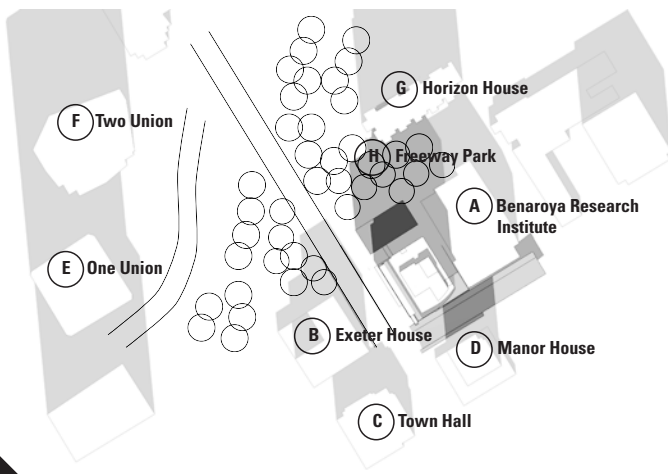 G Horizon House
F Two Union
H Freeway Park
A Benaroya Research
Institute
E One Union
B Exeter House
D Manor House
C Town Hall